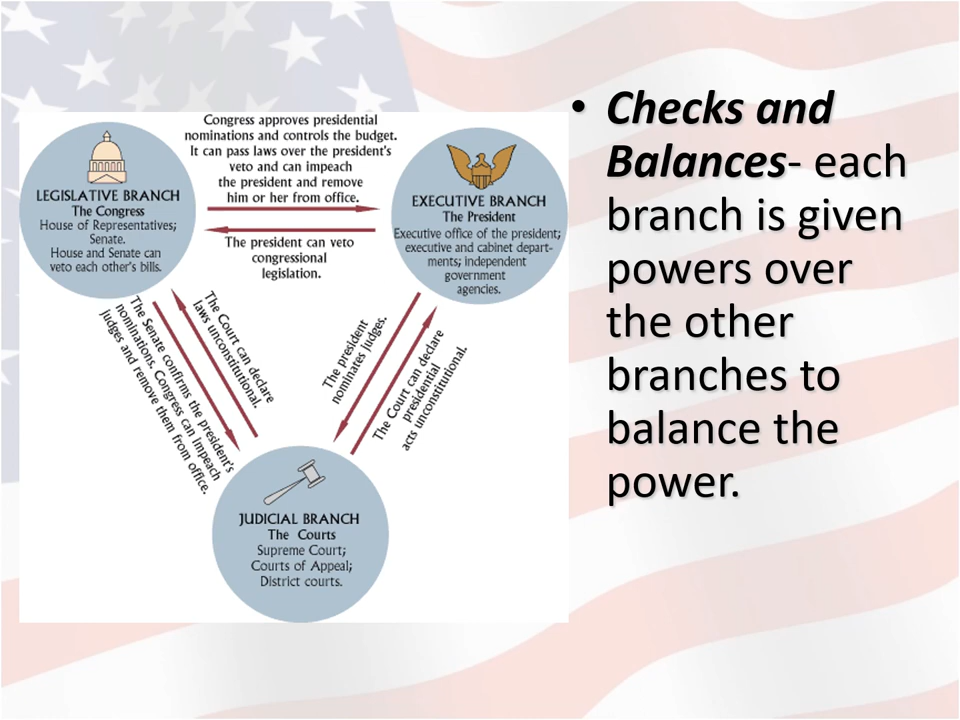 Congress approves presidential
nominations and controls the budget.
It can pass laws over the president's
veto and can impeach
the president and remove
him or her from office.
LEGISLATIVE BRANCH
The Congress
House of Representatives;
Senate.
House and Senate can
veto each other's bills.
EXECUTIVE BRANCH
The President
Executive office of the president;
executive and cabinet depart-
ments; independent
government
agencies.
The president can veto
congressional
legislation.
The Senate confirms the president's
nominations. Congress can impeach
judges and remove them from office.
The Court can declare
laws unconstitutional.
The president
nominates judges.
The Court can declare
presidential
acts unconstitutional.
JUDICIAL BRANCH
The Courts
Supreme Court;
Courts of Appeal;
District courts.
• Checks and
Balances- each
branch is given
powers over
the other
branches to
balance the
power.